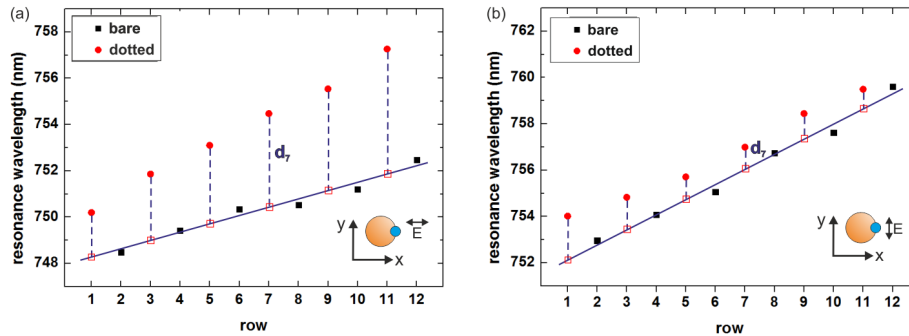 (a)
bare
dotted
resonance wavelength (nm)
758
756
754
752
750
748
d7
y
E
x
1 2 3 4 5 6 7 8 9 10 11 12
row
(b)
bare
dotted
resonance wavelength (nm)
762
760
758
756
754
752
d7
y
E
x
1 2 3 4 5 6 7 8 9 10 11 12
row